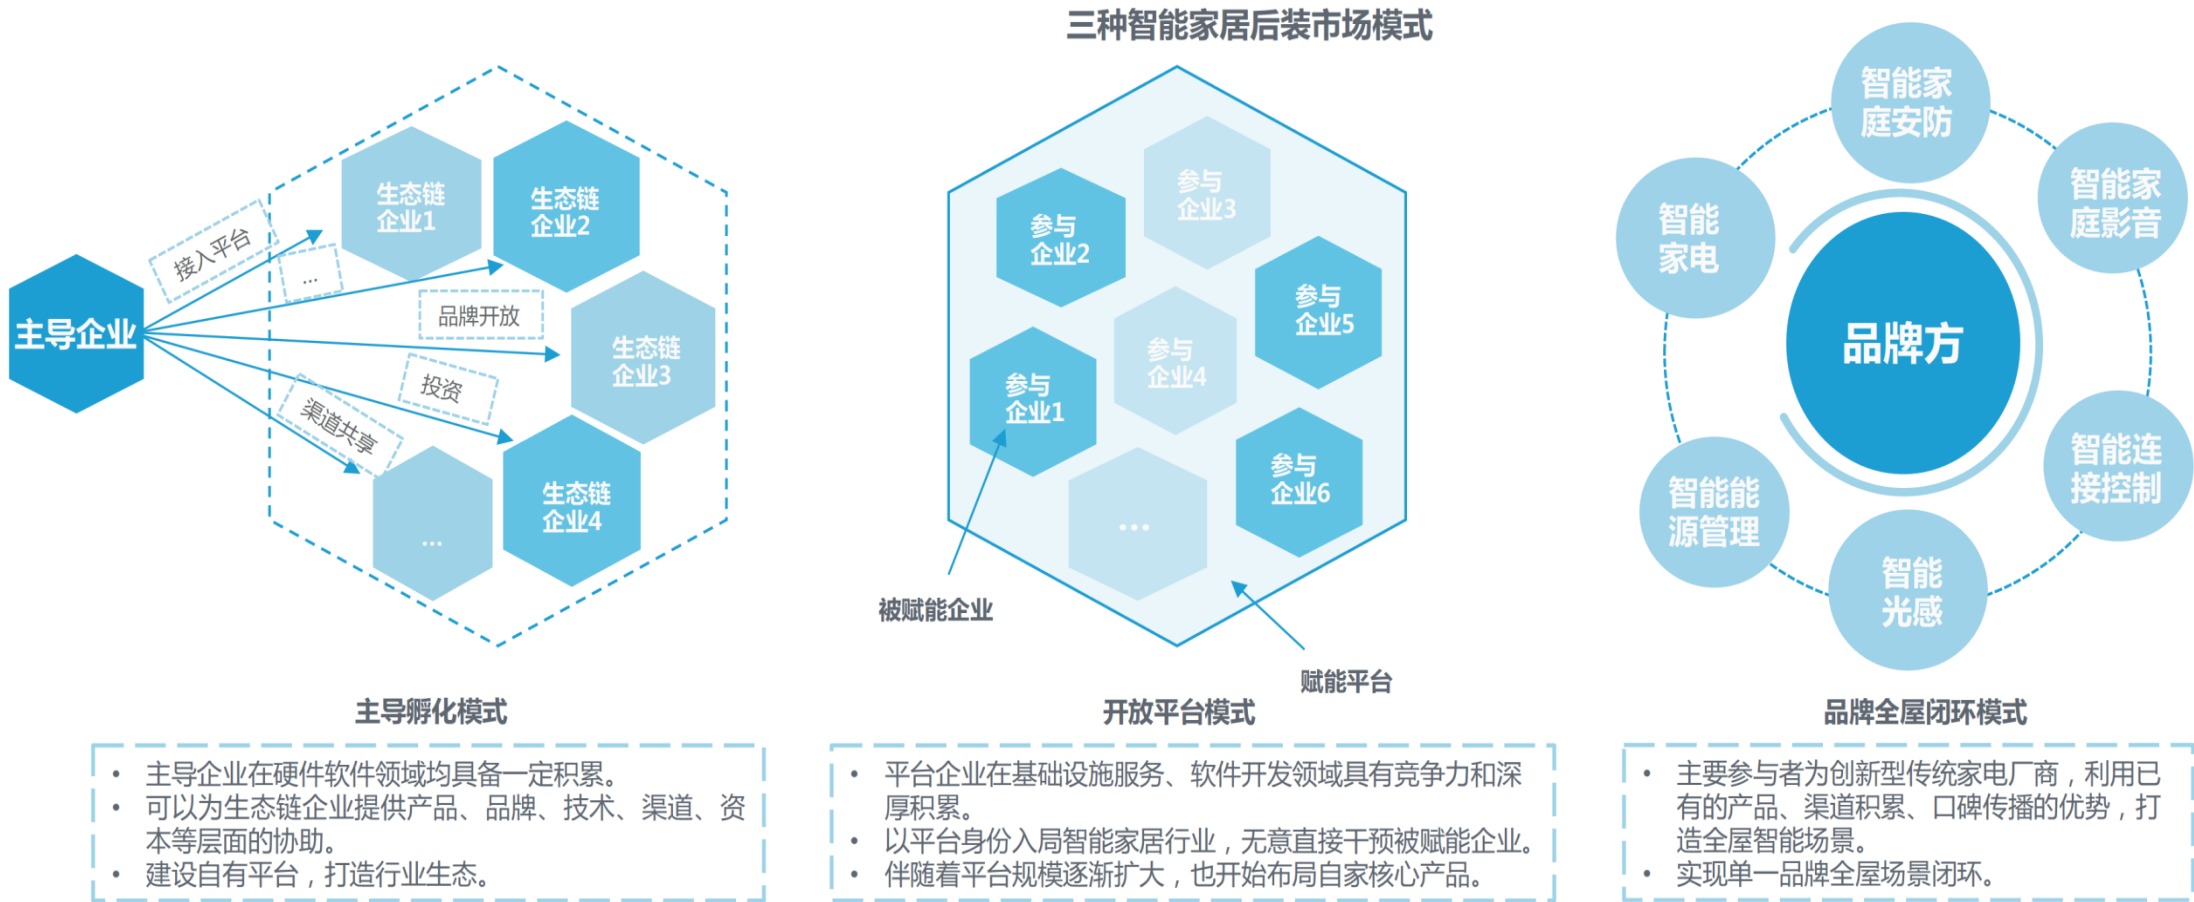 三种智能家居后装市场模式
主导企业
接入平台
...
品牌开放
投资
渠道共享
生态链
企业1
生态链
企业2
生态链
企业3
生态链
企业4
...
主导孵化模式
• 主导企业在硬件软件领域均具备一定积累。
• 可以为生态链企业提供产品、品牌、技术、渠道、资
本等层面的协助。
• 建设自有平台，打造行业生态。
参与
企业3
参与
企业2
参与
企业5
参与
企业4
参与
企业1
参与
企业6
...
被赋能企业
赋能平台
开放平台模式
• 平台企业在基础设施服务、软件开发领域具有竞争力和深
厚积累。
• 以平台身份入局智能家居行业，无意直接干预被赋能企业。
• 伴随着平台规模逐渐扩大，也开始布局自家核心产品。
智能家
庭安防
智能家
庭影音
智能
家电
品牌方
智能连
接控制
智能能
源管理
智能
光感
品牌全屋闭环模式
• 主要参与者为创新型传统家电厂商，利用已
有的产品、渠道积累、口碑传播的优势，打
造全屋智能场景。
• 实现单一品牌全屋场景闭环。